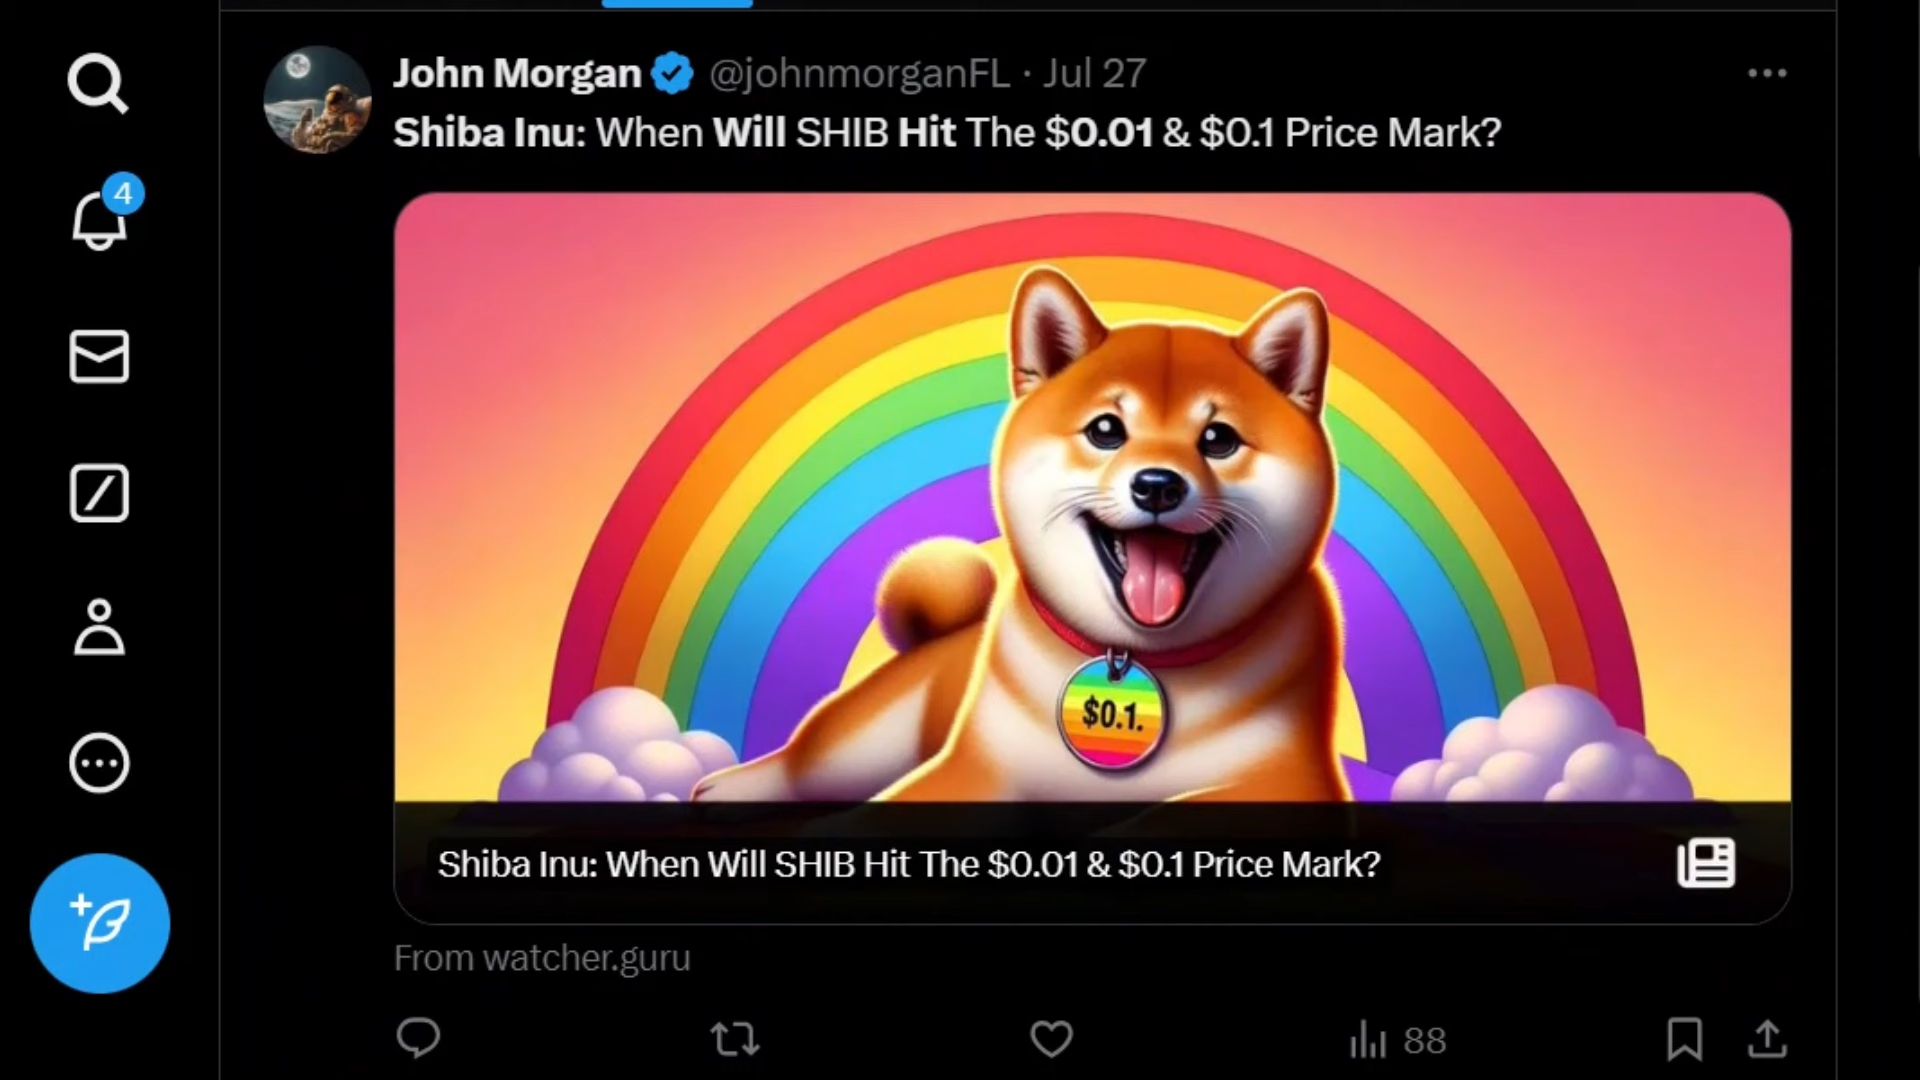 John Morgan @johnmorganFL · Jul 27
Shiba Inu: When Will SHIB Hit The $0.01 & $0.1 Price Mark?
4
$0.1.
Shiba Inu: When Will SHIB Hit The $0.01 & $0.1 Price Mark?
From watcher.guru
88